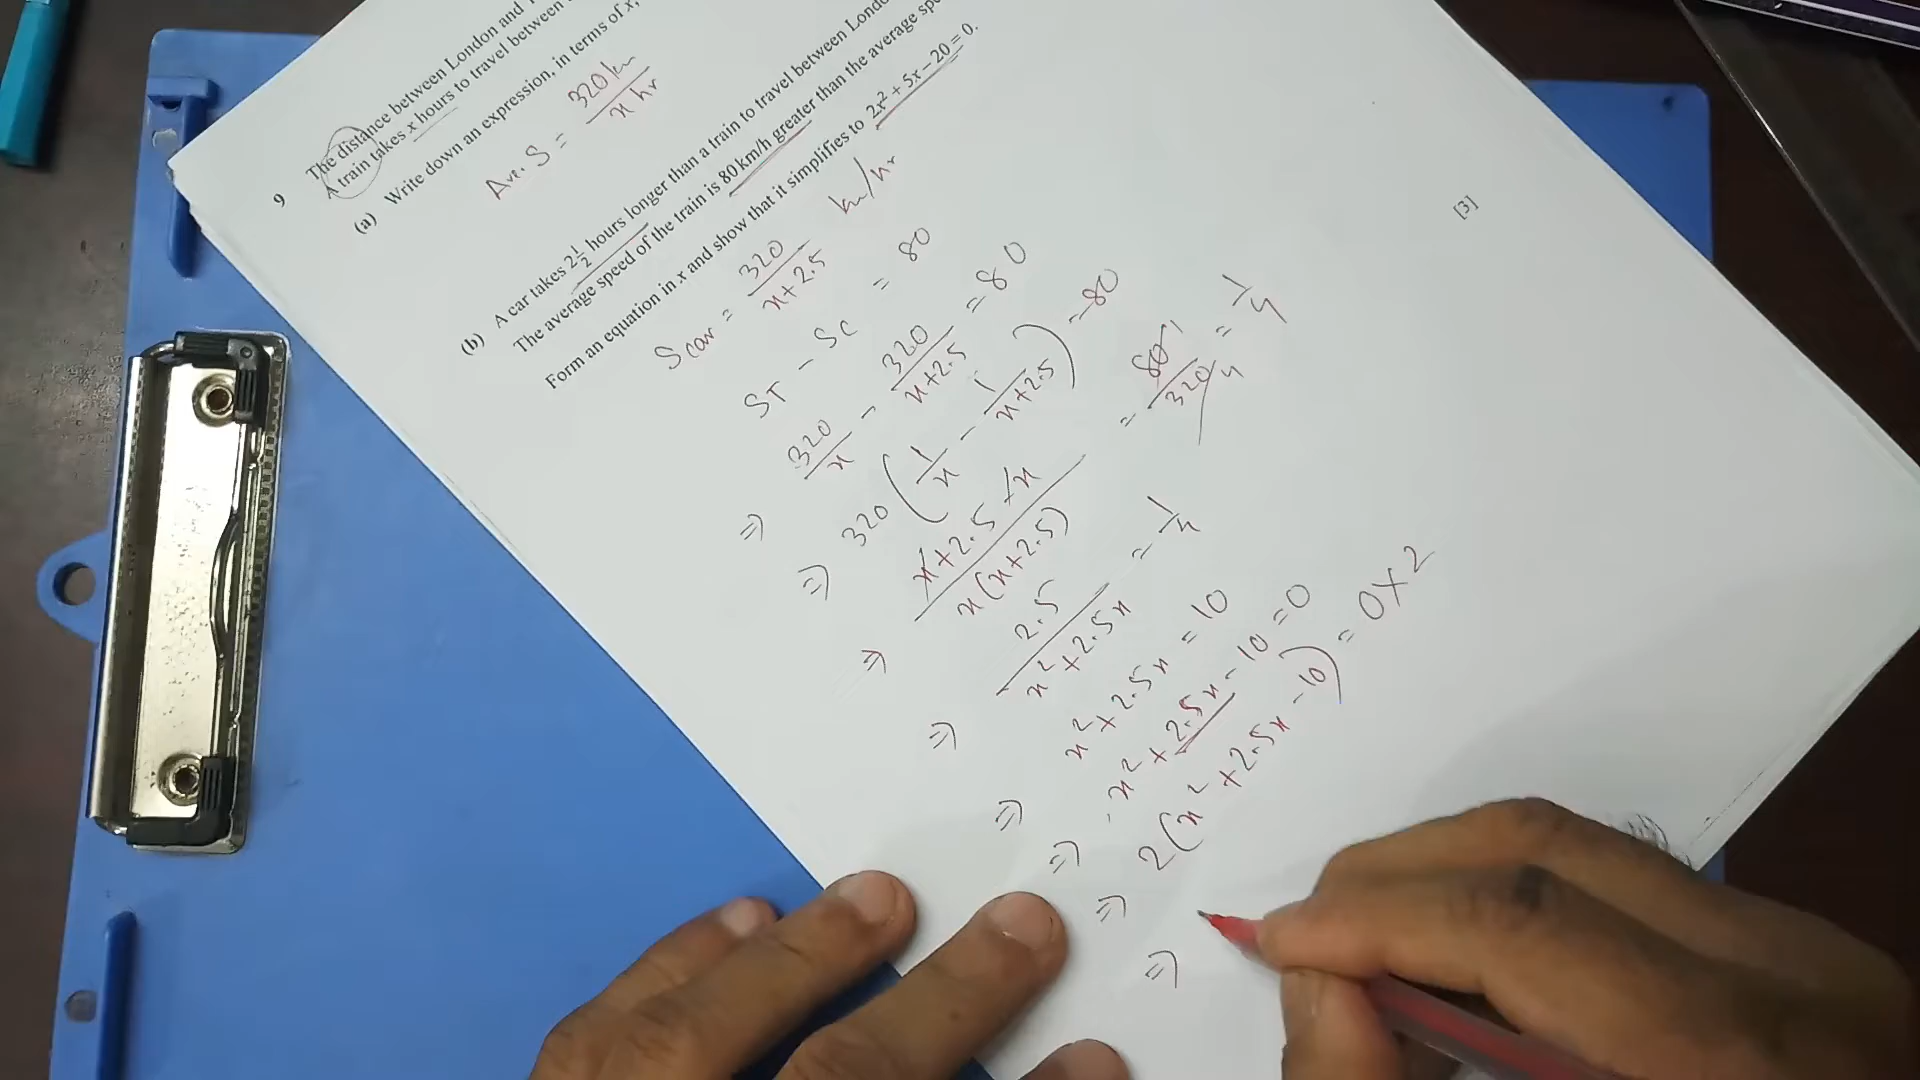 9 The distance between London and
A train takes x hours to travel between
(a) Write down an expression, in terms of x,
Ave. S = 320 km / x hr
(b) A car takes 2 1/2 hours longer than a train to travel between London
The average speed of the train is 80 km/h greater than the average
Form an equation in x and show that it simplifies to 2x² + 5x − 20 = 0.
[3]
S car = 320 / x+2.5 km/hr
ST − SC = 80
⇒ 320/x − 320/x+2.5 = 80
⇒ 320 ( 1/x − 1/x+2.5 ) = 80
⇒ x+2.5−x / x(x+2.5) = 80 1 / 320 4 = 1/4
⇒ 2.5 / x²+2.5x = 1/4
⇒ x²+2.5x = 10
⇒ x² + 2.5x − 10 = 0
⇒ 2(x² + 2.5x − 10) = 0 × 2
⇒